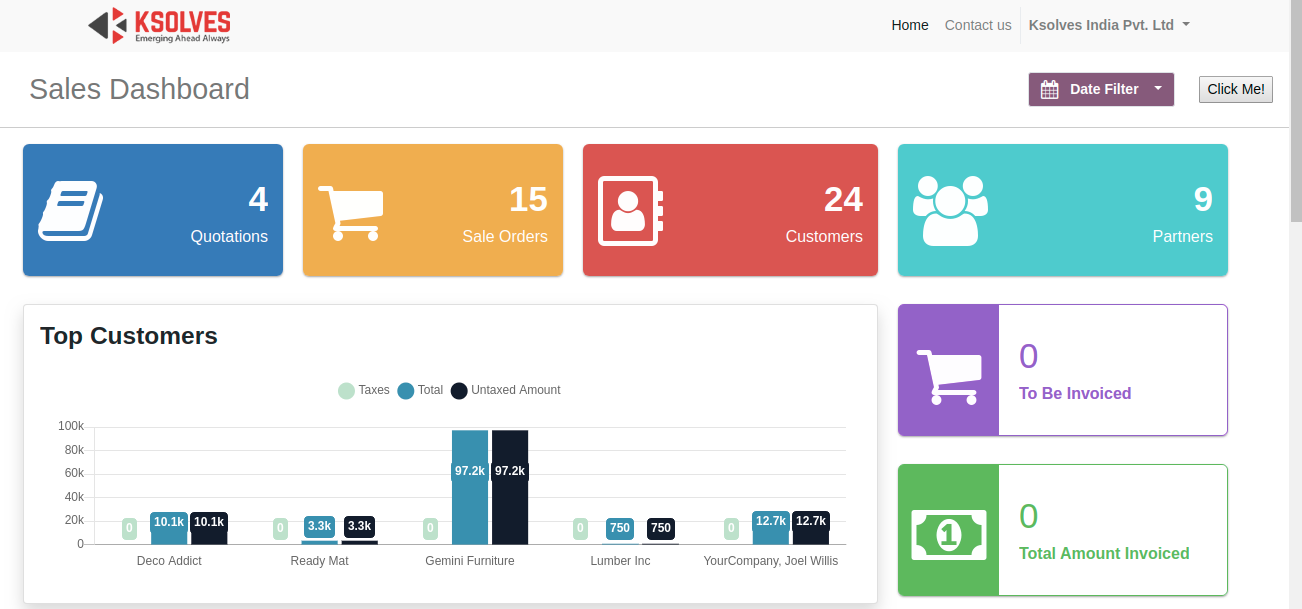 KSOLVES
Emerging Ahead Always
Home
Contact us
Ksolves India Pvt. Ltd
Sales Dashboard
Date Filter
Click Me!
4
Quotations
15
Sale Orders
24
Customers
9
Partners
Top Customers
Taxes
Total
Untaxed Amount
100k
80k
60k
40k
20k
0
0
10.1k
10.1k
0
3.3k
3.3k
0
97.2k
97.2k
0
750
750
0
12.7k
12.7k
Deco Addict
Ready Mat
Gemini Furniture
Lumber Inc
YourCompany, Joel Willis
0
To Be Invoiced
1
0
Total Amount Invoiced